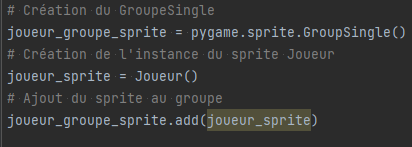 # Création du GroupeSingle
joueur_groupe_sprite = pygame.sprite.GroupSingle()
# Création de l'instance du sprite Joueur
joueur_sprite = Joueur()
# Ajout du sprite au groupe
joueur_groupe_sprite.add(joueur_sprite)